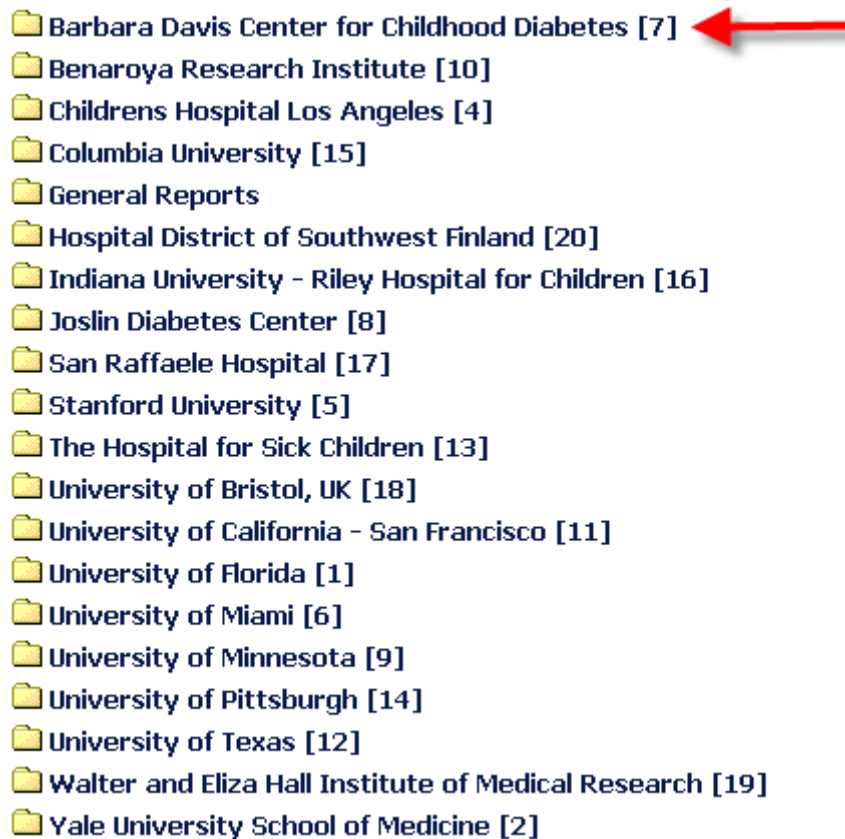 Barbara Davis Center for Childhood Diabetes [7]
Benaroya Research Institute [10]
Childrens Hospital Los Angeles [4]
Columbia University [15]
General Reports
Hospital District of Southwest Finland [20]
Indiana University - Riley Hospital for Children [16]
Joslin Diabetes Center [8]
San Raffaele Hospital [17]
Stanford University [5]
The Hospital for Sick Children [13]
University of Bristol, UK [18]
University of California - San Francisco [11]
University of Florida [1]
University of Miami [6]
University of Minnesota [9]
University of Pittsburgh [14]
University of Texas [12]
Walter and Eliza Hall Institute of Medical Research [19]
Yale University School of Medicine [2]